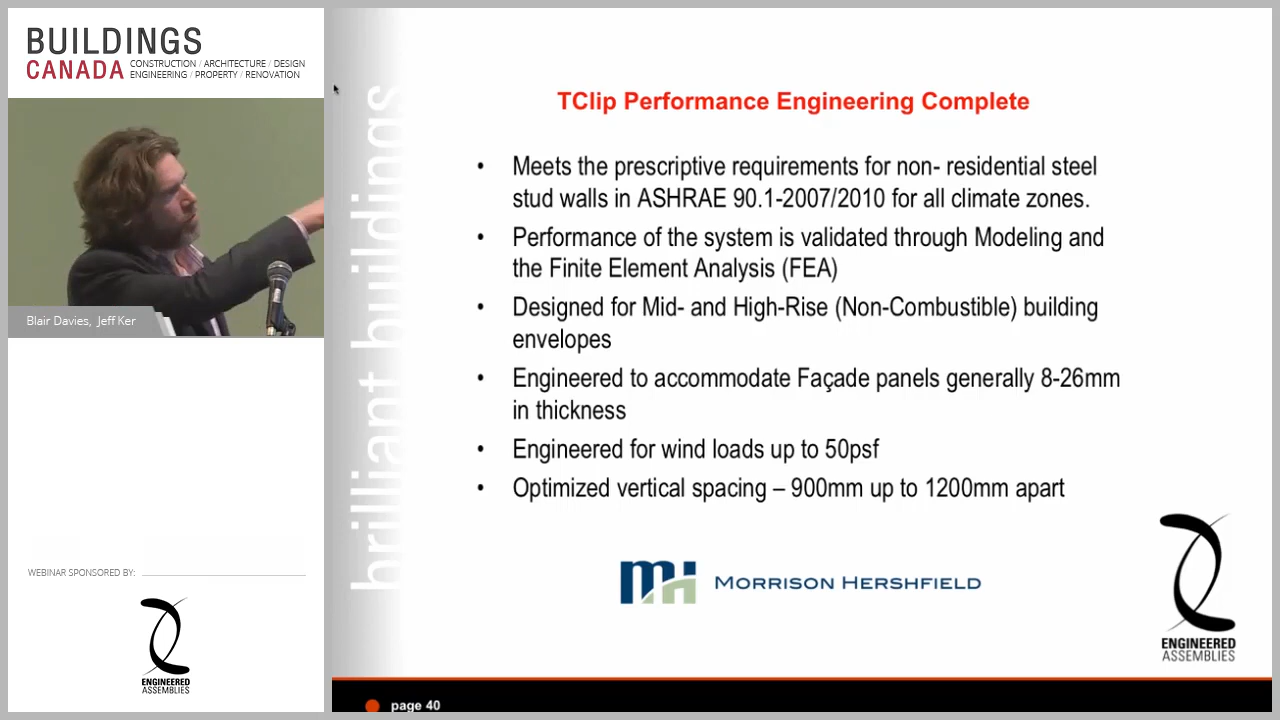 BUILDINGS
CANADA
CONSTRUCTION / ARCHITECTURE / DESIGN
ENGINEERING / PROPERTY / RENOVATION
Blair Davies, Jeff Ker
WEBINAR SPONSORED BY:
ENGINEERED
ASSEMBLIES
brilliant buildings
TClip Performance Engineering Complete
• Meets the prescriptive requirements for non- residential steel
stud walls in ASHRAE 90.1-2007/2010 for all climate zones.
• Performance of the system is validated through Modeling and
the Finite Element Analysis (FEA)
• Designed for Mid- and High-Rise (Non-Combustible) building
envelopes
• Engineered to accommodate Façade panels generally 8-26mm
in thickness
• Engineered for wind loads up to 50psf
• Optimized vertical spacing – 900mm up to 1200mm apart
mh MORRISON HERSHFIELD
ENGINEERED
ASSEMBLIES
page 40